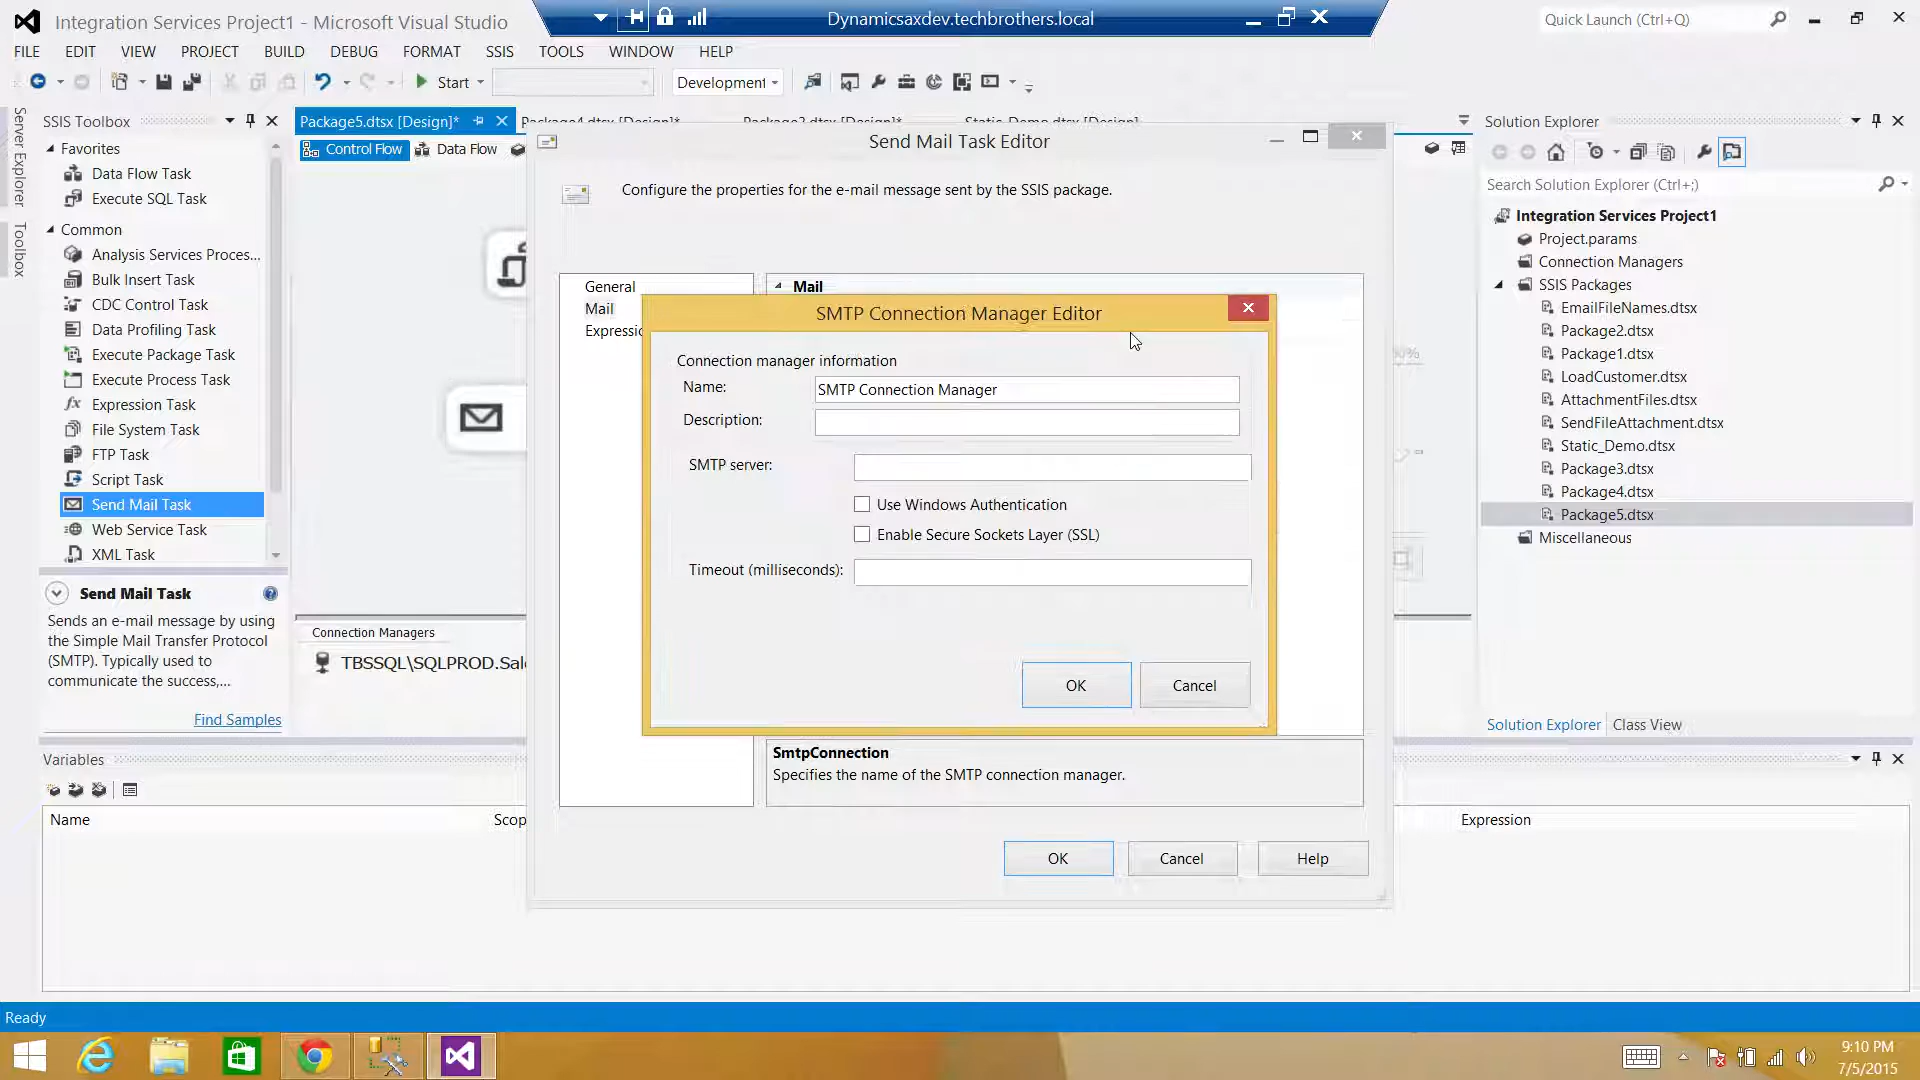 Integration Services Project1 - Microsoft Visual Studio
Dynamicsaxdev.techbrothers.local
Quick Launch (Ctrl+Q)
FILE EDIT VIEW PROJECT BUILD DEBUG FORMAT SSIS TOOLS WINDOW HELP
Start
Development
Server Explorer
Toolbox
SSIS Toolbox
Favorites
Data Flow Task
Execute SQL Task
Common
Analysis Services Proces...
Bulk Insert Task
CDC Control Task
Data Profiling Task
Execute Package Task
Execute Process Task
Expression Task
File System Task
FTP Task
Script Task
Send Mail Task
Web Service Task
XML Task
Send Mail Task
Sends an e-mail message by using
the Simple Mail Transfer Protocol
(SMTP). Typically used to
communicate the success,...
Find Samples
Package5.dtsx [Design]*
Control Flow
Data Flow
Connection Managers
TBSSQL\SQLPROD.Sal
Send Mail Task Editor
Configure the properties for the e-mail message sent by the SSIS package.
General
Mail
Expressi
Mail
SMTP Connection Manager Editor
Connection manager information
Name:
SMTP Connection Manager
Description:
SMTP server:
Use Windows Authentication
Enable Secure Sockets Layer (SSL)
Timeout (milliseconds):
OK
Cancel
SmtpConnection
Specifies the name of the SMTP connection manager.
OK
Cancel
Help
Solution Explorer
Search Solution Explorer (Ctrl+;)
Integration Services Project1
Project.params
Connection Managers
SSIS Packages
EmailFileNames.dtsx
Package2.dtsx
Package1.dtsx
LoadCustomer.dtsx
AttachmentFiles.dtsx
SendFileAttachment.dtsx
Static_Demo.dtsx
Package3.dtsx
Package4.dtsx
Package5.dtsx
Miscellaneous
Solution Explorer
Class View
Variables
Name
Scop
Expression
Ready
9:10 PM
7/5/2015